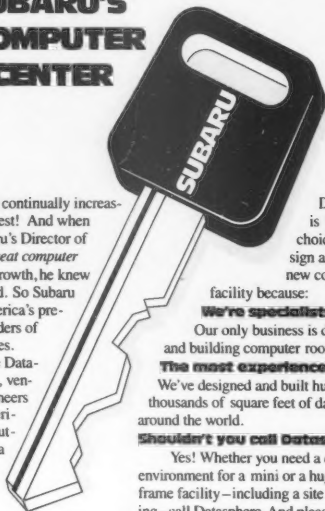 SUBARU'S
COMPUTER
CENTER
SUBARU
continually increas-
est! And when
u's Director of
eat computer
rowth, he knew
d. So Subaru
erica's pre-
ders of
es.
Data-
, ven-
neers
eri-
ut-
a
D
is
choic
sign a
new co
facility because:
We're specialist
Our only business is d
and building computer roo
The most experience
We've designed and built hu
thousands of square feet of da
around the world.
Shouldn't you call Datas
Yes! Whether you need a c
environment for a mini or a hug
frame facility–including a site
ing–call Datasphere. And pleas